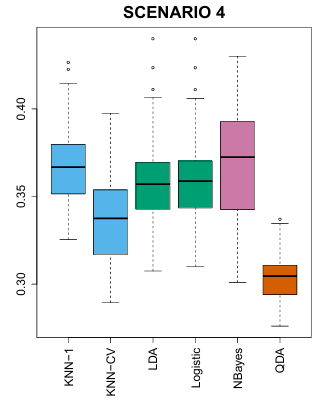 SCENARIO 4
0.40
0.35
0.30
KNN−1
KNN−CV
LDA
Logistic
NBayes
QDA